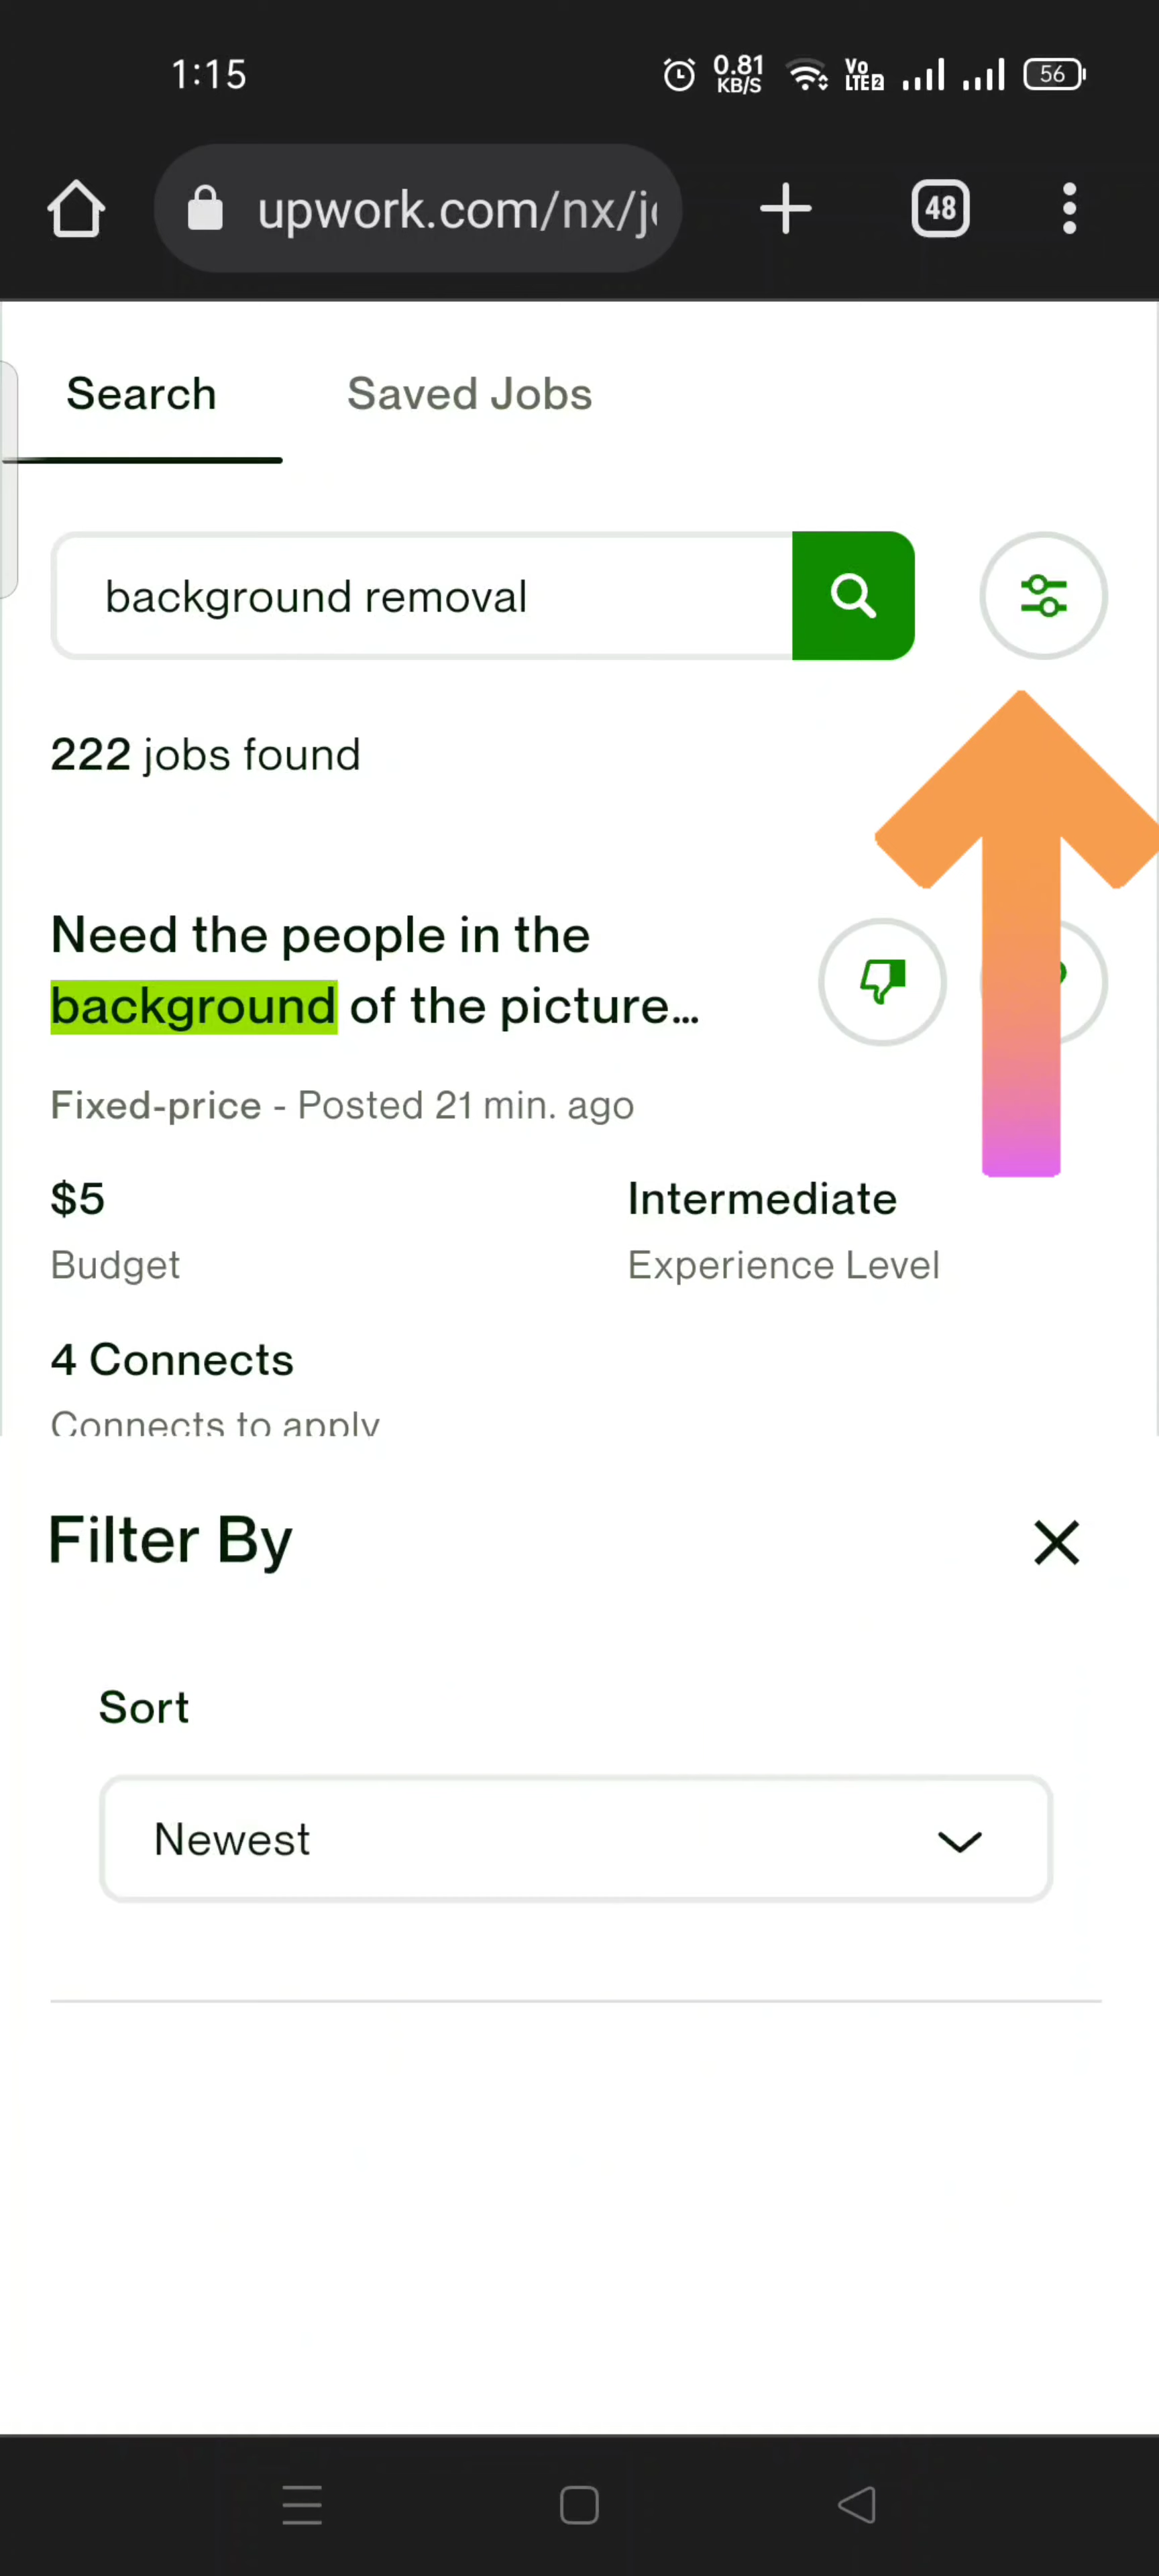 1:15
0.81
KB/S
Vo
LTE2
56
upwork.com/nx/j
48
Search
Saved Jobs
background removal
222 jobs found
Need the people in the
background of the picture...
Fixed-price - Posted 21 min. ago
$5
Intermediate
Budget
Experience Level
4 Connects
Connects to apply
Filter By
Sort
Newest